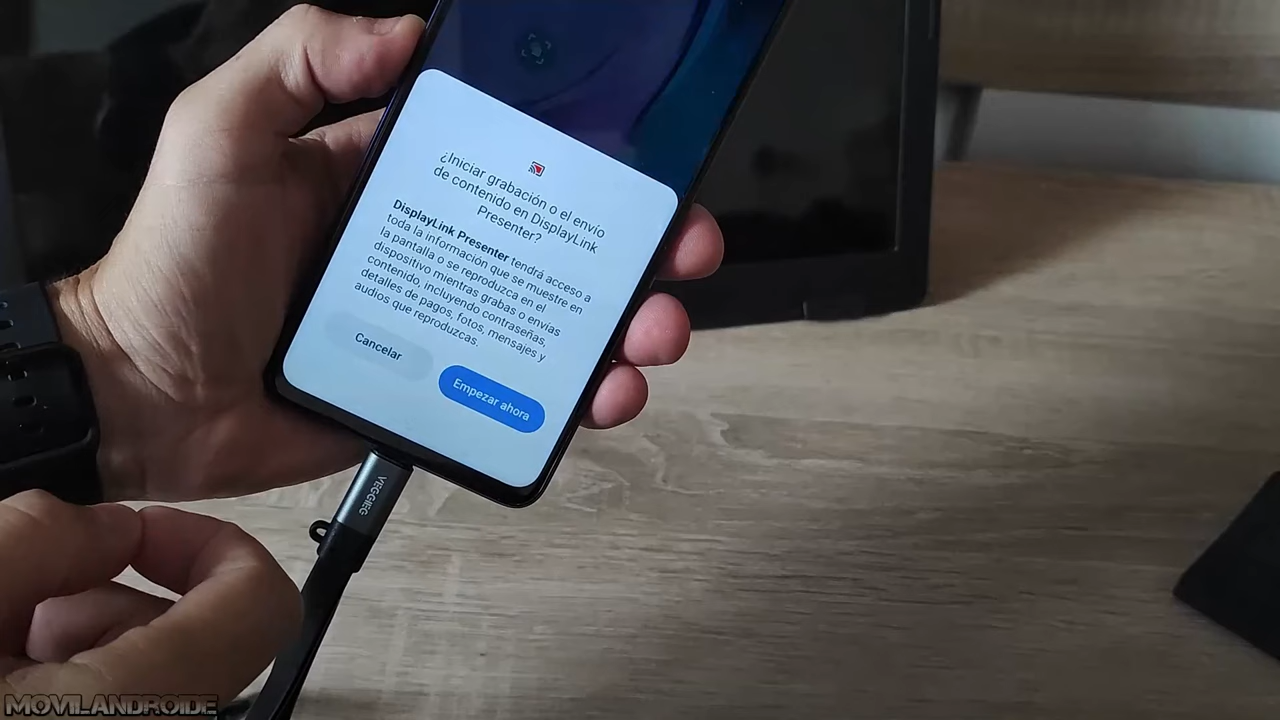 ¿Iniciar grabación o el envío
de contenido en DisplayLink
Presenter?
DisplayLink Presenter tendrá acceso a
toda la información que se muestre en
la pantalla o se reproduzca en el
dispositivo mientras grabas o envías
contenido, incluyendo contraseñas,
detalles de pagos, fotos, mensajes y
audios que reproduzcas.
Cancelar
Empezar ahora
VEGGIEG
MOVILANDROIDE